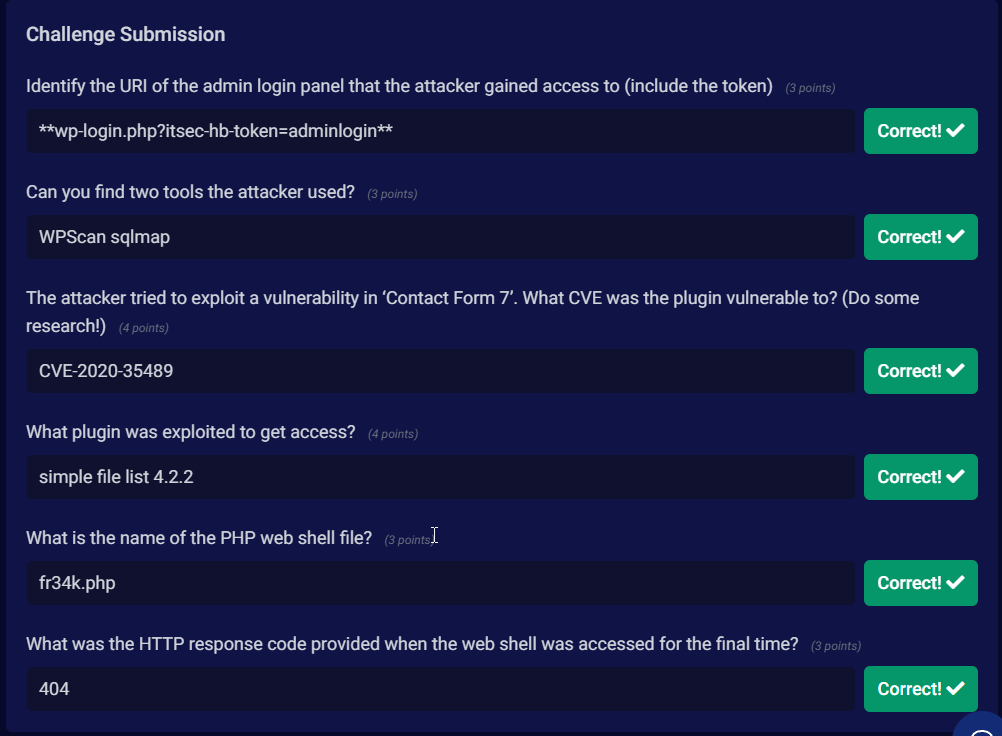 Challenge Submission
Identify the URI of the admin login panel that the attacker gained access to (include the token) (3 points)
**wp-login.php?itsec-hb-token=adminlogin** Correct! ✔
Can you find two tools the attacker used? (3 points)
WPScan sqlmap Correct! ✔
The attacker tried to exploit a vulnerability in ‘Contact Form 7’. What CVE was the plugin vulnerable to? (Do some
research!) (4 points)
CVE-2020-35489 Correct! ✔
What plugin was exploited to get access? (4 points)
simple file list 4.2.2 Correct! ✔
What is the name of the PHP web shell file? (3 points)
fr34k.php Correct! ✔
What was the HTTP response code provided when the web shell was accessed for the final time? (3 points)
404 Correct! ✔